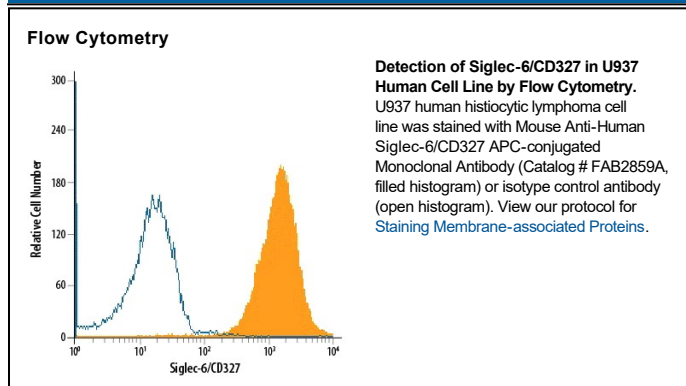 Flow Cytometry
300
240
180
120
60
0
Relative Cell Number
10⁰
10¹
10²
10³
10⁴
Siglec-6/CD327
Detection of Siglec-6/CD327 in U937
Human Cell Line by Flow Cytometry.
U937 human histiocytic lymphoma cell
line was stained with Mouse Anti-Human
Siglec-6/CD327 APC-conjugated
Monoclonal Antibody (Catalog # FAB2859A,
filled histogram) or isotype control antibody
(open histogram). View our protocol for
Staining Membrane-associated Proteins.